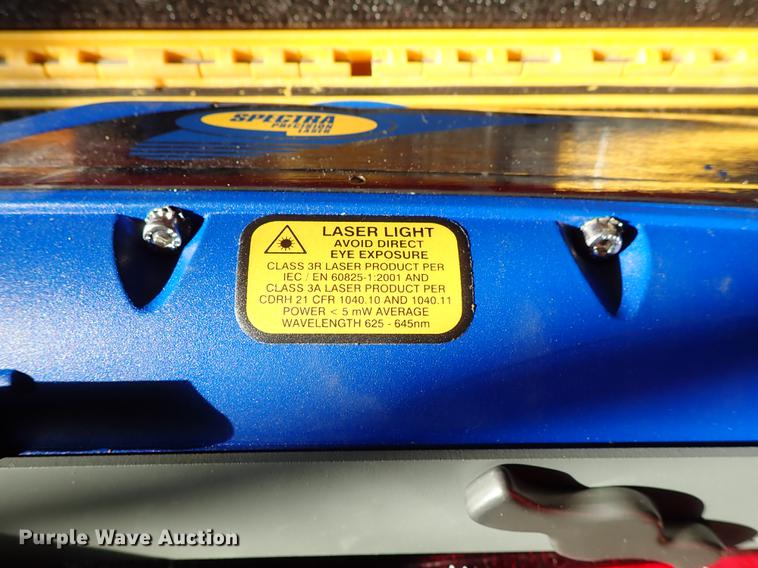 SPECTRA
PRECISION
LASER
LASER LIGHT
AVOID DIRECT
EYE EXPOSURE
CLASS 3R LASER PRODUCT PER
IEC / EN 60825-1:2001 AND
CLASS 3A LASER PRODUCT PER
CDRH 21 CFR 1040.10 AND 1040.11
POWER < 5 mW AVERAGE
WAVELENGTH 625 - 645nm
Purple Wave Auction